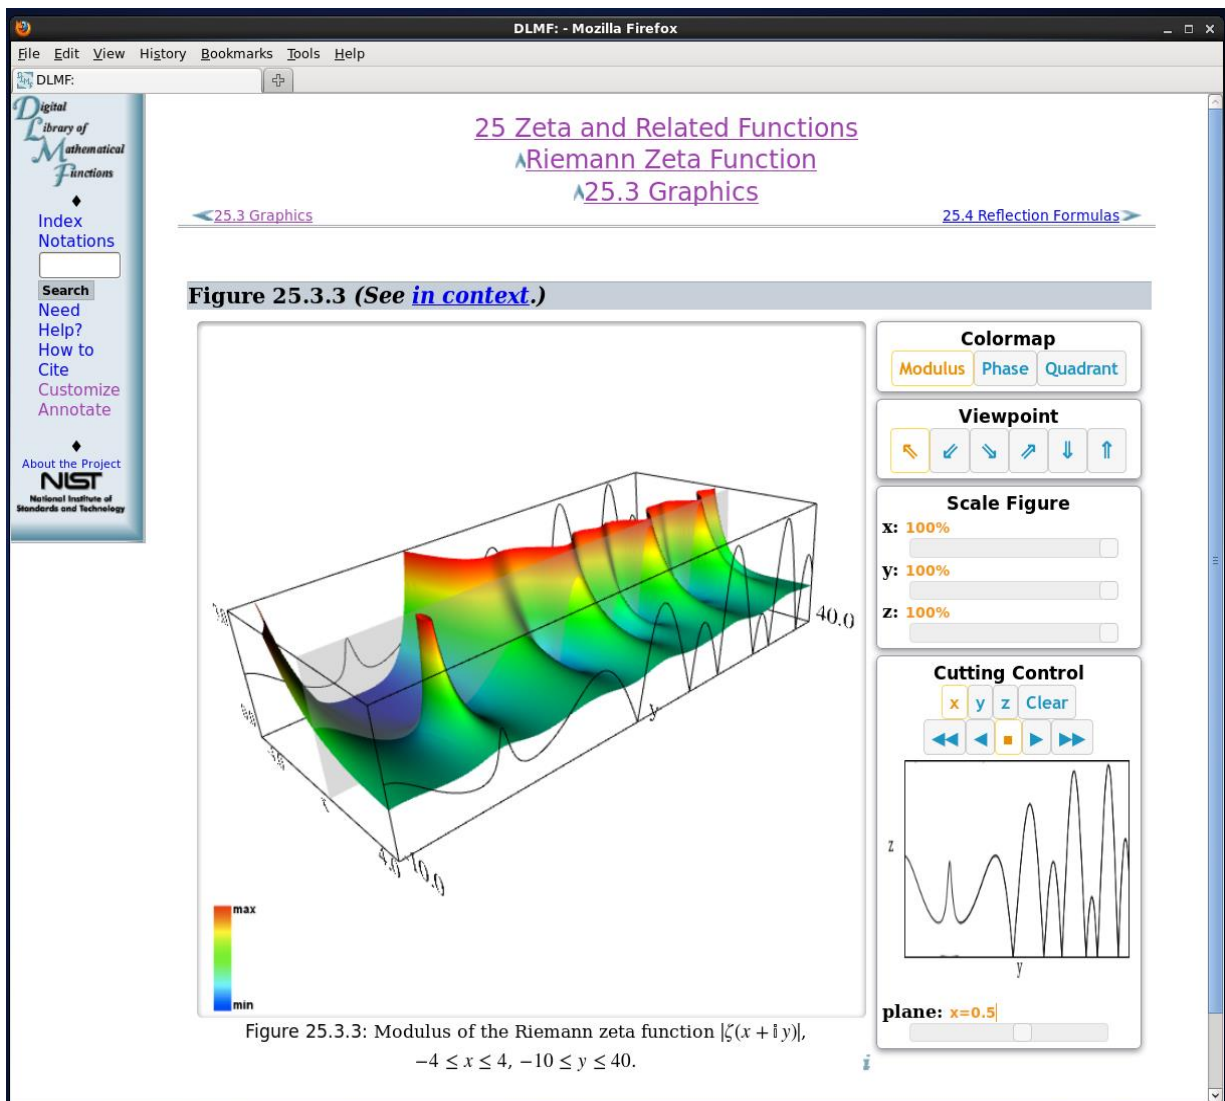 DLMF: - Mozilla Firefox
File Edit View History Bookmarks Tools Help
DLMF:
Digital
Library of
Mathematical
Functions
Index
Notations
Search
Need
Help?
How to
Cite
Customize
Annotate
About the Project
NIST
National Institute of
Standards and Technology
25 Zeta and Related Functions
Riemann Zeta Function
25.3 Graphics
25.3 Graphics
25.4 Reflection Formulas
Figure 25.3.3 (See in context.)
40.0
y
4.0
-10.0
max
min
Figure 25.3.3: Modulus of the Riemann zeta function |ζ(x + i y)|,
−4 ≤ x ≤ 4, −10 ≤ y ≤ 40.
i
Colormap
Modulus Phase Quadrant
Viewpoint
Scale Figure
x: 100%
y: 100%
z: 100%
Cutting Control
x y z Clear
z
y
plane: x=0.5